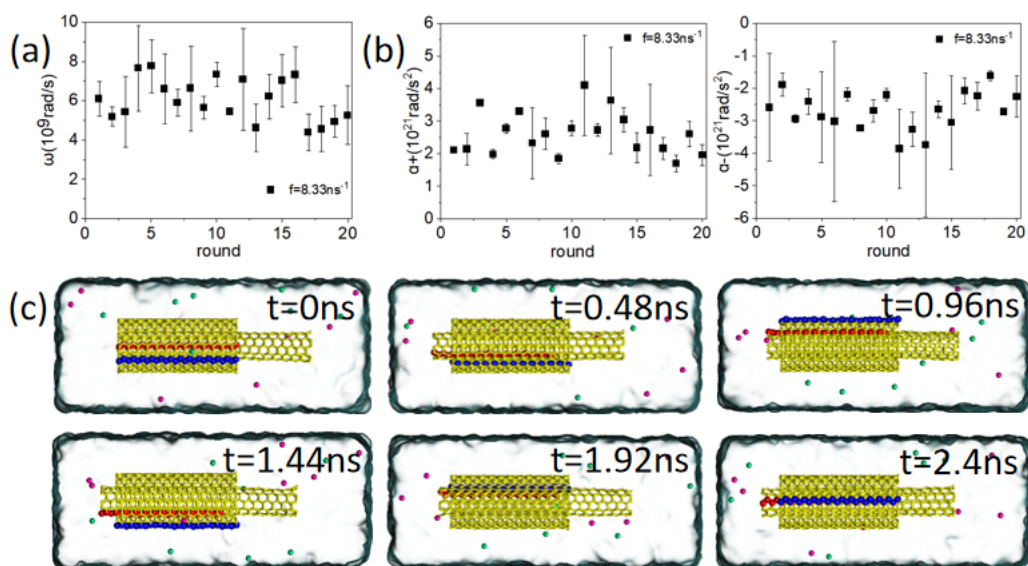 (a)
ω(10⁹rad/s)
10
8
6
4
2
0
f=8.33ns⁻¹
0 5 10 15 20
round
(b)
α+(10²¹rad/s²)
6
5
4
3
2
1
0
f=8.33ns⁻¹
0 5 10 15 20
round
α-(10²¹rad/s²)
-1
-2
-3
-4
-5
-6
f=8.33ns⁻¹
0 5 10 15 20
round
(c)
t=0ns
t=0.48ns
t=0.96ns
t=1.44ns
t=1.92ns
t=2.4ns